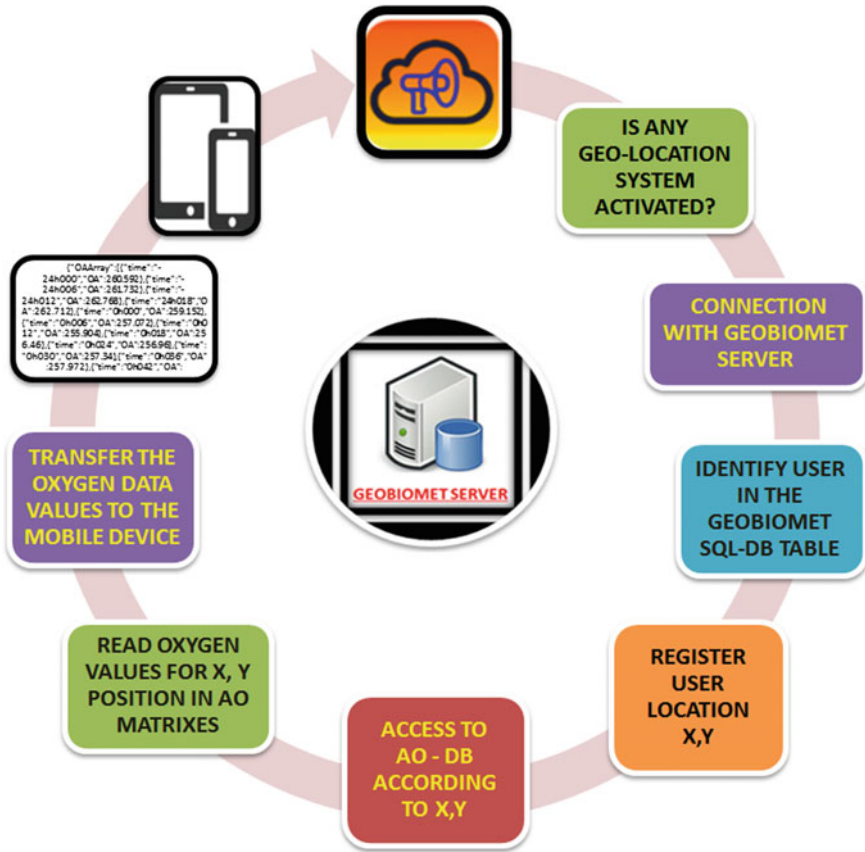 IS ANY
GEO-LOCATION
SYSTEM
ACTIVATED?
CONNECTION
WITH GEOBIOMET
SERVER
IDENTIFY USER
IN THE
GEOBIOMET
SQL-DB TABLE
REGISTER
USER
LOCATION
X,Y
ACCESS TO
AO - DB
ACCORDING
TO X,Y
READ OXYGEN
VALUES FOR X, Y
POSITION IN AO
MATRIXES
TRANSFER THE
OXYGEN DATA
VALUES TO THE
MOBILE DEVICE
{"OAArray":[{"time":"-
24h000","OA":260.592},{"time":"-
24h006","OA":261.732},{"time":"-
24h012","OA":262.768},{"time":"24h018","O
A":262.712},{"time":"0h000","OA":259.152},
{"time":"0h006","OA":257.072},{"time":"0h0
12","OA":255.904},{"time":"0h018","OA":25
6.46},{"time":"0h024","OA":256.96},{"time":
"0h030","OA":257.34},{"time":"0h036","OA"
:257.972},{"time":"0h042","OA":
GEOBIOMET SERVER